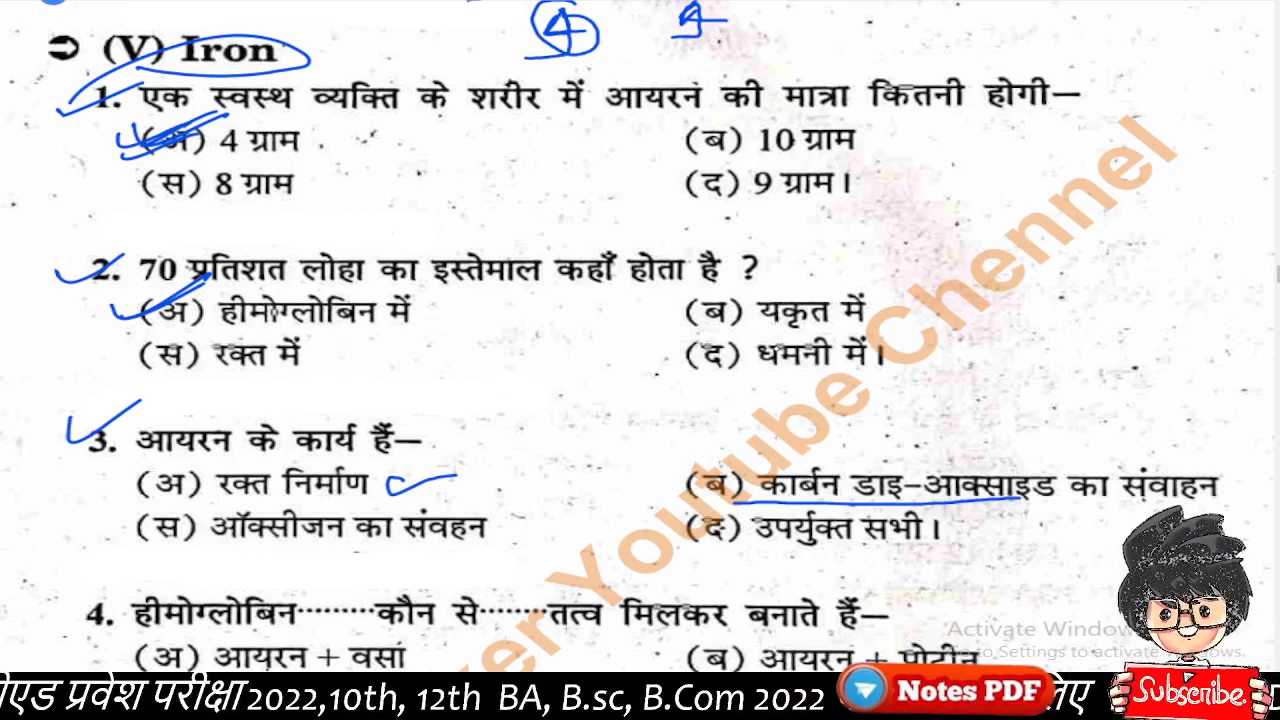 4 4
➲ (V) Iron
1. एक स्वस्थ व्यक्ति के शरीर में आयरन की मात्रा कितनी होगी—
(अ) 4 ग्राम (ब) 10 ग्राम
(स) 8 ग्राम (द) 9 ग्राम।
2. 70 प्रतिशत लोहा का इस्तेमाल कहाँ होता है ?
(अ) हीमोग्लोबिन में (ब) यकृत में
(स) रक्त में (द) धमनी में।
3. आयरन के कार्य हैं—
(अ) रक्त निर्माण (ब) कार्बन डाइ-आक्साइड का संवाहन
(स) ऑक्सीजन का संवहन (द) उपर्युक्त सभी।
4. हीमोग्लोबिन·········कौन से········तत्व मिलकर बनाते हैं—
(अ) आयरन + वसा (ब) आयरन + प्रोटीन
Youtube Chennel
Activate Window
to Settings to activate
प्रवेश परीक्षा 2022,10th, 12th BA, B.sc, B.Com 2022
Notes PDF
Subscribe